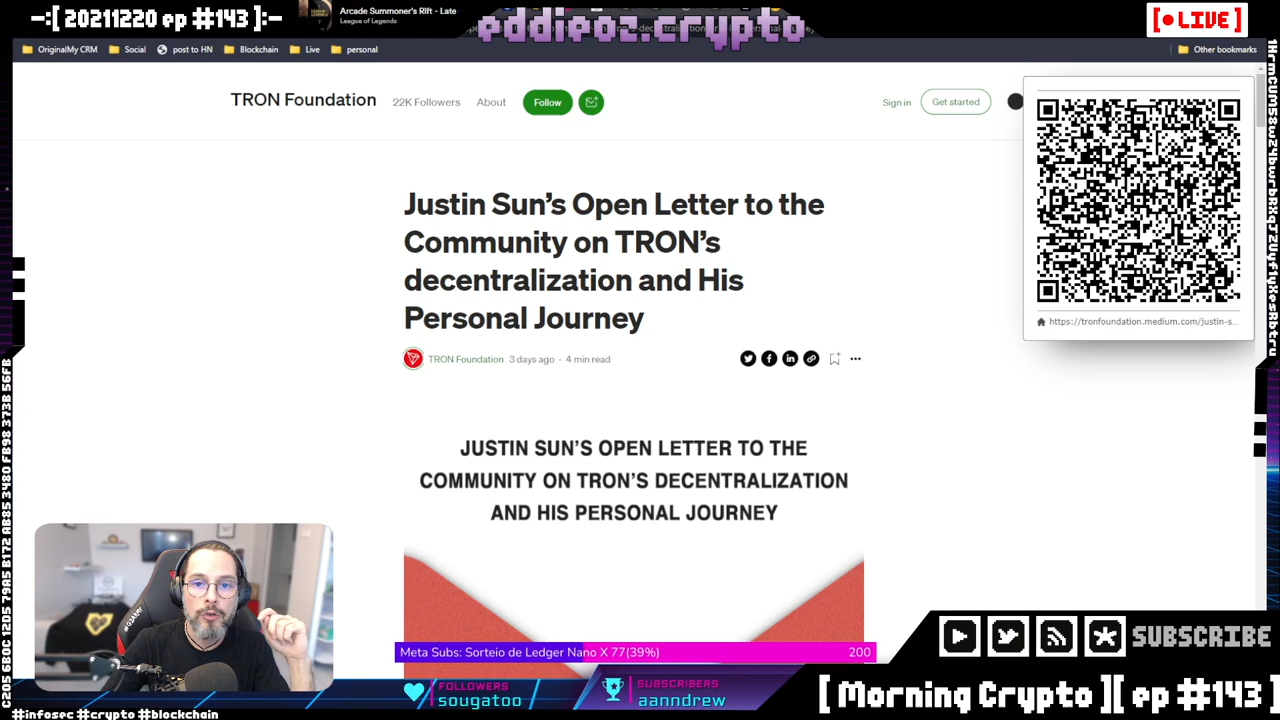 -:[ 20211220 ep #143 ]:-
Arcade Summoner's Rift - Late
League of Legends
eddieoz.crypto
[ ● LIVE ]
OriginalMy CRM
Social
post to HN
Blockchain
Live
personal
Other bookmarks
TRON Foundation
22K Followers
About
Follow
Sign in
Get started
Justin Sun’s Open Letter to the
Community on TRON’s
decentralization and His
Personal Journey
https://tronfoundation.medium.com/justin-s...
TRON Foundation 3 days ago · 4 min read
JUSTIN SUN’S OPEN LETTER TO THE
COMMUNITY ON TRON’S DECENTRALIZATION
AND HIS PERSONAL JOURNEY
Meta Subs: Sorteio de Ledger Nano X 77(39%)
200
SUBSCRIBE
FOLLOWERS
sougatoo
SUBSCRIBERS
aanndrew
[ Morning Crypto ][ ep #143 ]
#infosec #crypto #blockchain